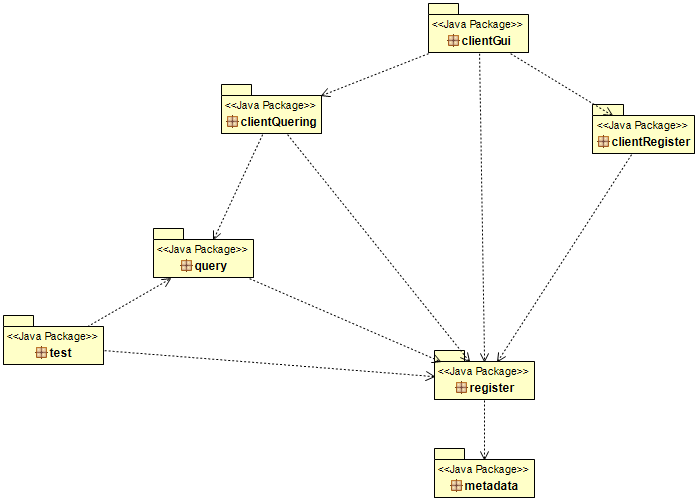 <<Java Package>>
clientGui
<<Java Package>>
clientQuering
<<Java Package>>
clientRegister
<<Java Package>>
query
<<Java Package>>
test
<<Java Package>>
register
<<Java Package>>
metadata